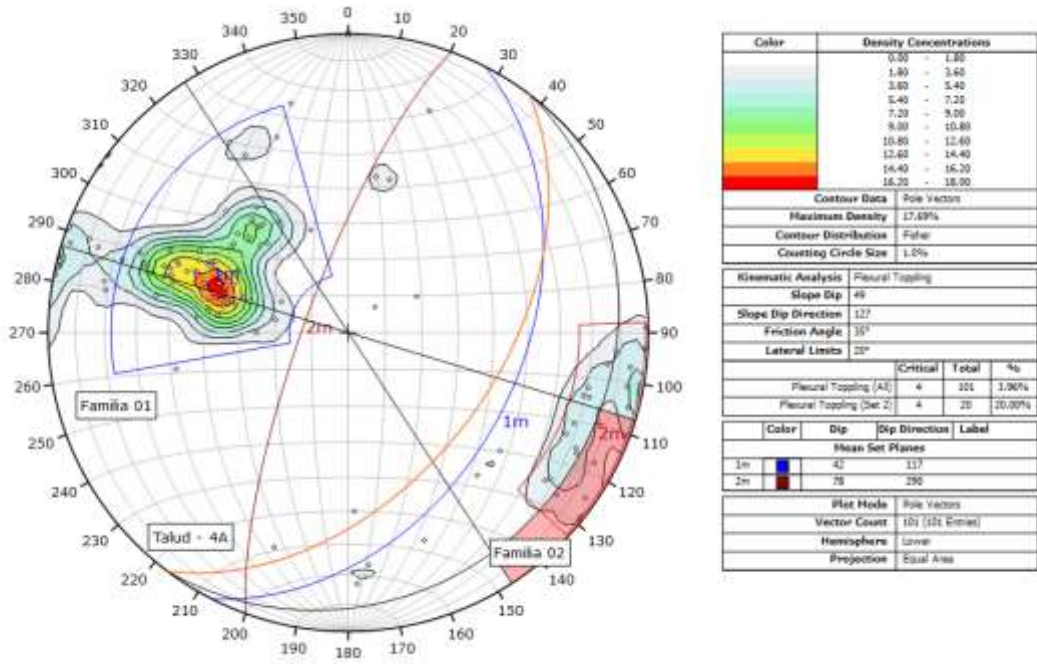 0
10
20
30
40
50
60
70
80
90
100
110
120
130
140
150
160
170
180
190
200
210
220
230
240
250
260
270
280
290
300
310
320
330
340
350
2m
1m
2m
Familia 01
Talud - 4A
Familia 02
Color Density Concentrations
0.00 - 1.80
1.80 - 3.60
3.60 - 5.40
5.40 - 7.20
7.20 - 9.00
9.00 - 10.80
10.80 - 12.60
12.60 - 14.40
14.40 - 16.20
16.20 - 18.00
Contour Data Pole Vectors
Maximum Density 17.69%
Contour Distribution Fisher
Counting Circle Size 1.0%
Kinematic Analysis Flexural Toppling
Slope Dip 49
Slope Dip Direction 127
Friction Angle 35°
Lateral Limits 20°
Critical Total %
Flexural Toppling (All) 4 101 3.96%
Flexural Toppling (Set 2) 4 20 20.00%
Color Dip Dip Direction Label
Mean Set Planes
1m 42 117
2m 78 290
Plot Mode Pole Vectors
Vector Count 101 (101 Entries)
Hemisphere Lower
Projection Equal Area